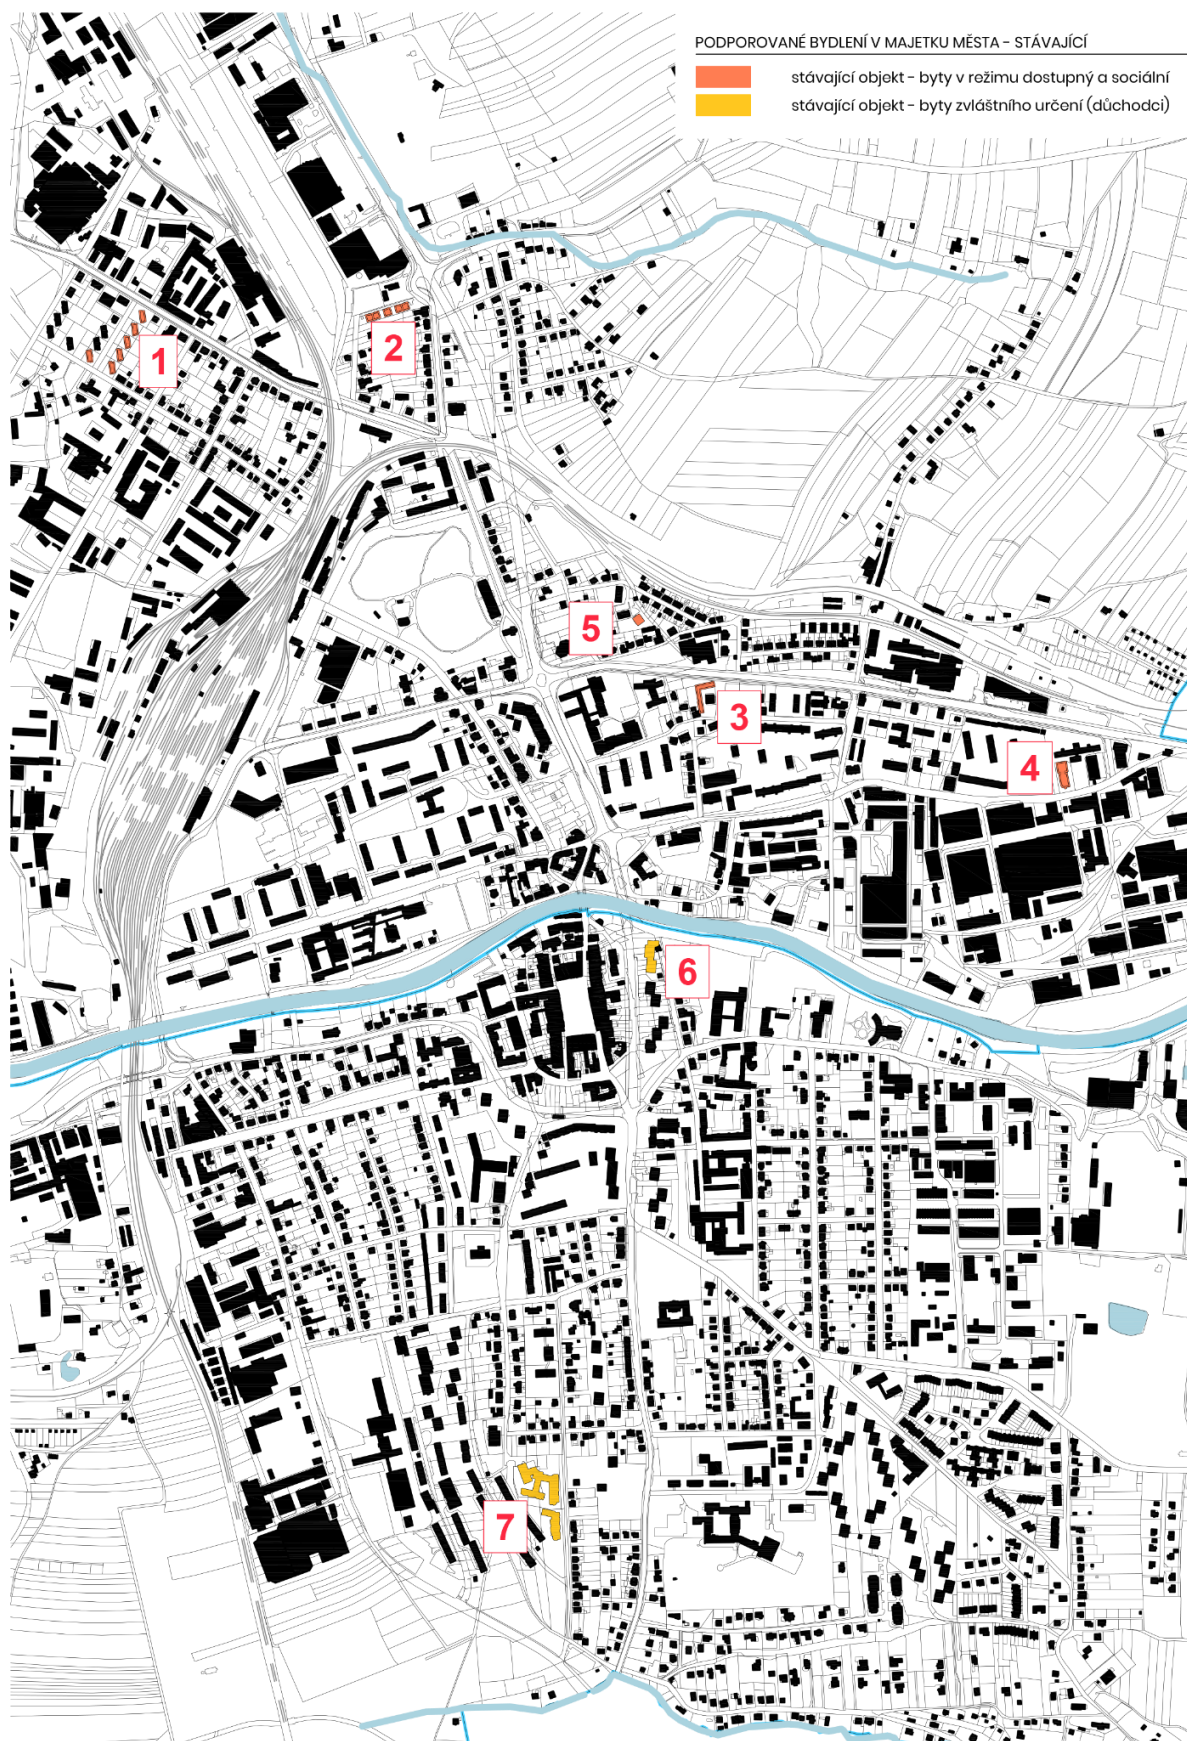 PODPOROVANÉ BYDLENÍ V MAJETKU MĚSTA - STÁVAJÍCÍ
stávající objekt - byty v režimu dostupný a sociální
stávající objekt - byty zvláštního určení (důchodci)
1
2
5
3
4
6
7